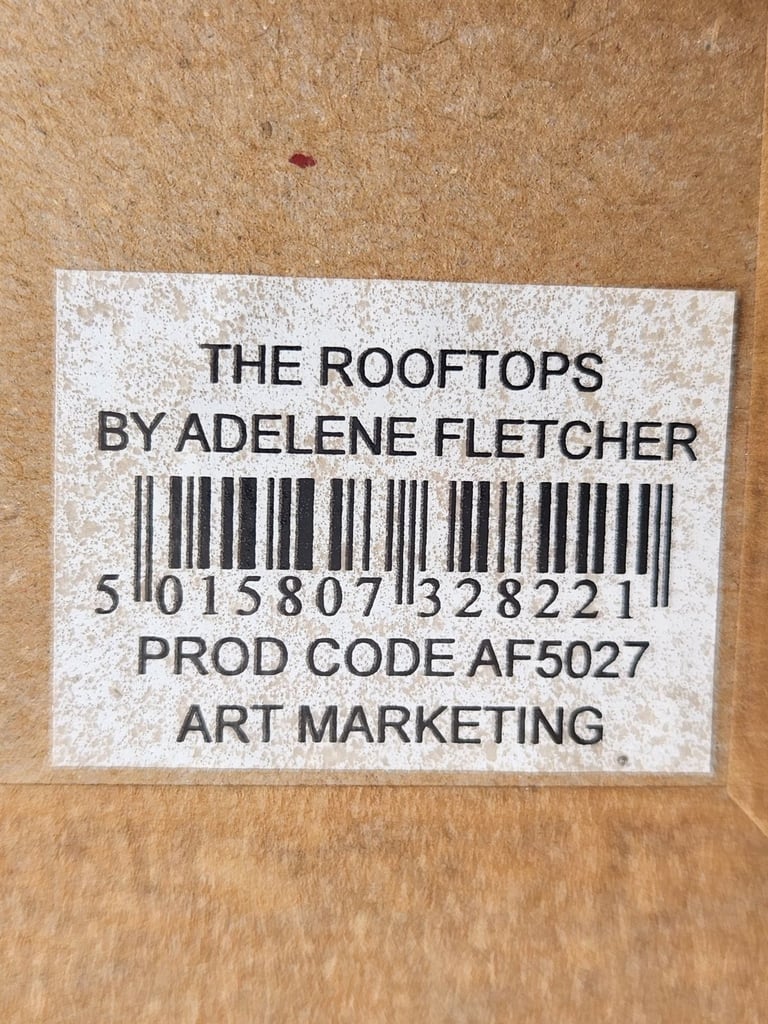 THE ROOFTOPS
BY ADELENE FLETCHER
5 015807 328221
PROD CODE AF5027
ART MARKETING